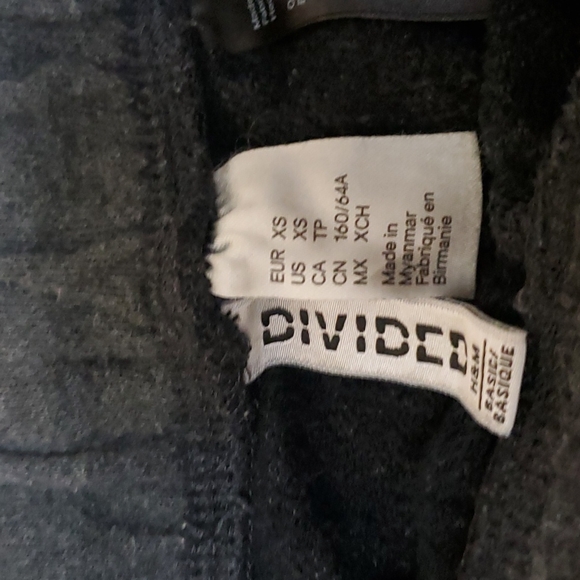 EUR XS
US XS
CA TP
CN 160/64A
MX XCH
Made in
Myanmar
Fabriqué en
Birmanie
DIVIDED
H&M
BASIC/
BASIQUE